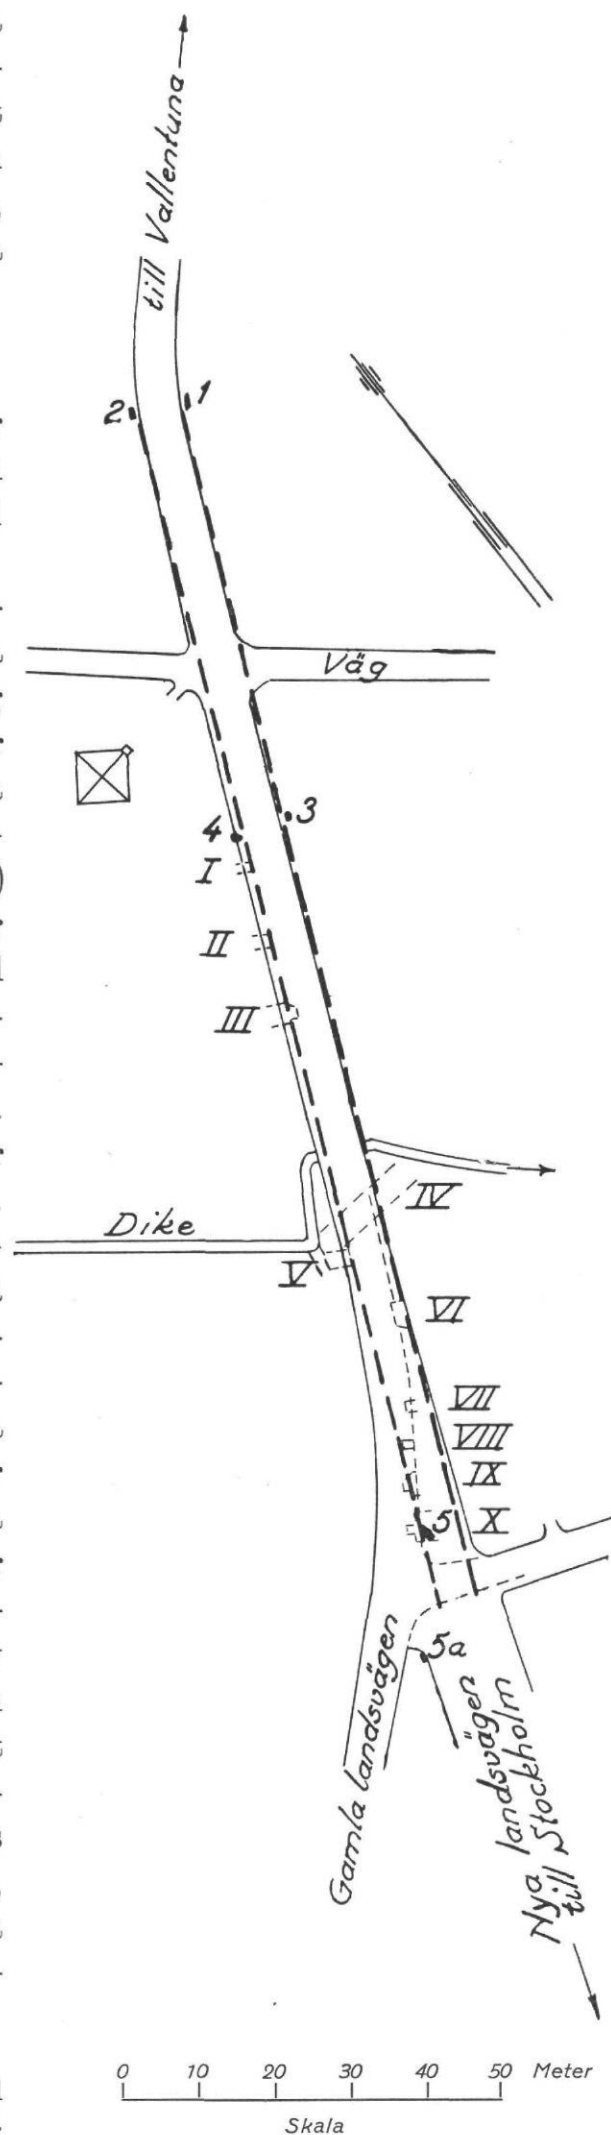 till Vallentuna
2
1
Väg
3
4
I
II
III
IV
Dike
V
VI
VII
VIII
IX
5
X
5a
Gamla landsvägen
Nya landsvägen
till Stockholm
0 10 20 30 40 50 Meter
Skala